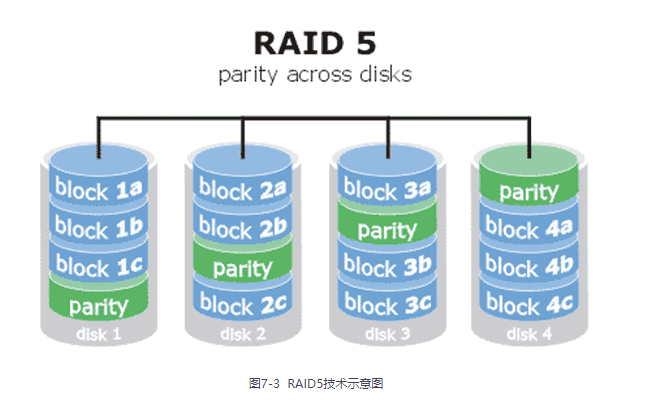 RAID 5
parity across disks
block 1a
block 1b
block 1c
parity
disk 1
block 2a
block 2b
parity
block 2c
disk 2
block 3a
parity
block 3b
block 3c
disk 3
parity
block 4a
block 4b
block 4c
disk 4
图7-3 RAID5技术示意图